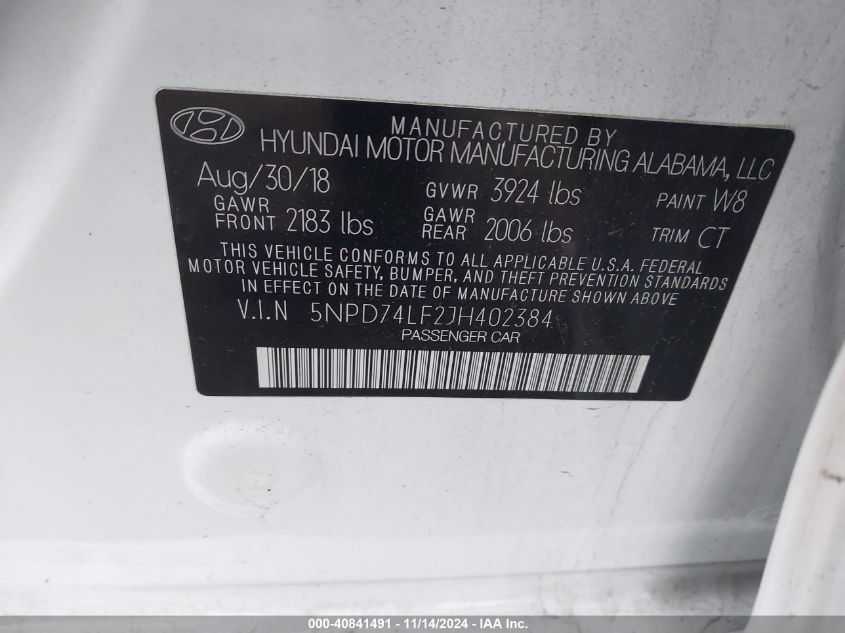 MANUFACTURED BY
HYUNDAI MOTOR MANUFACTURING ALABAMA, LLC
Aug/30/18 GVWR 3924 lbs PAINT W8
GAWR FRONT 2183 lbs GAWR REAR 2006 lbs TRIM CT
THIS VEHICLE CONFORMS TO ALL APPLICABLE U.S.A. FEDERAL
MOTOR VEHICLE SAFETY, BUMPER, AND THEFT PREVENTION STANDARDS
IN EFFECT ON THE DATE OF MANUFACTURE SHOWN ABOVE
V.I.N 5NPD74LF2JH402384
PASSENGER CAR
000-40841491 - 11/14/2024 - IAA Inc.